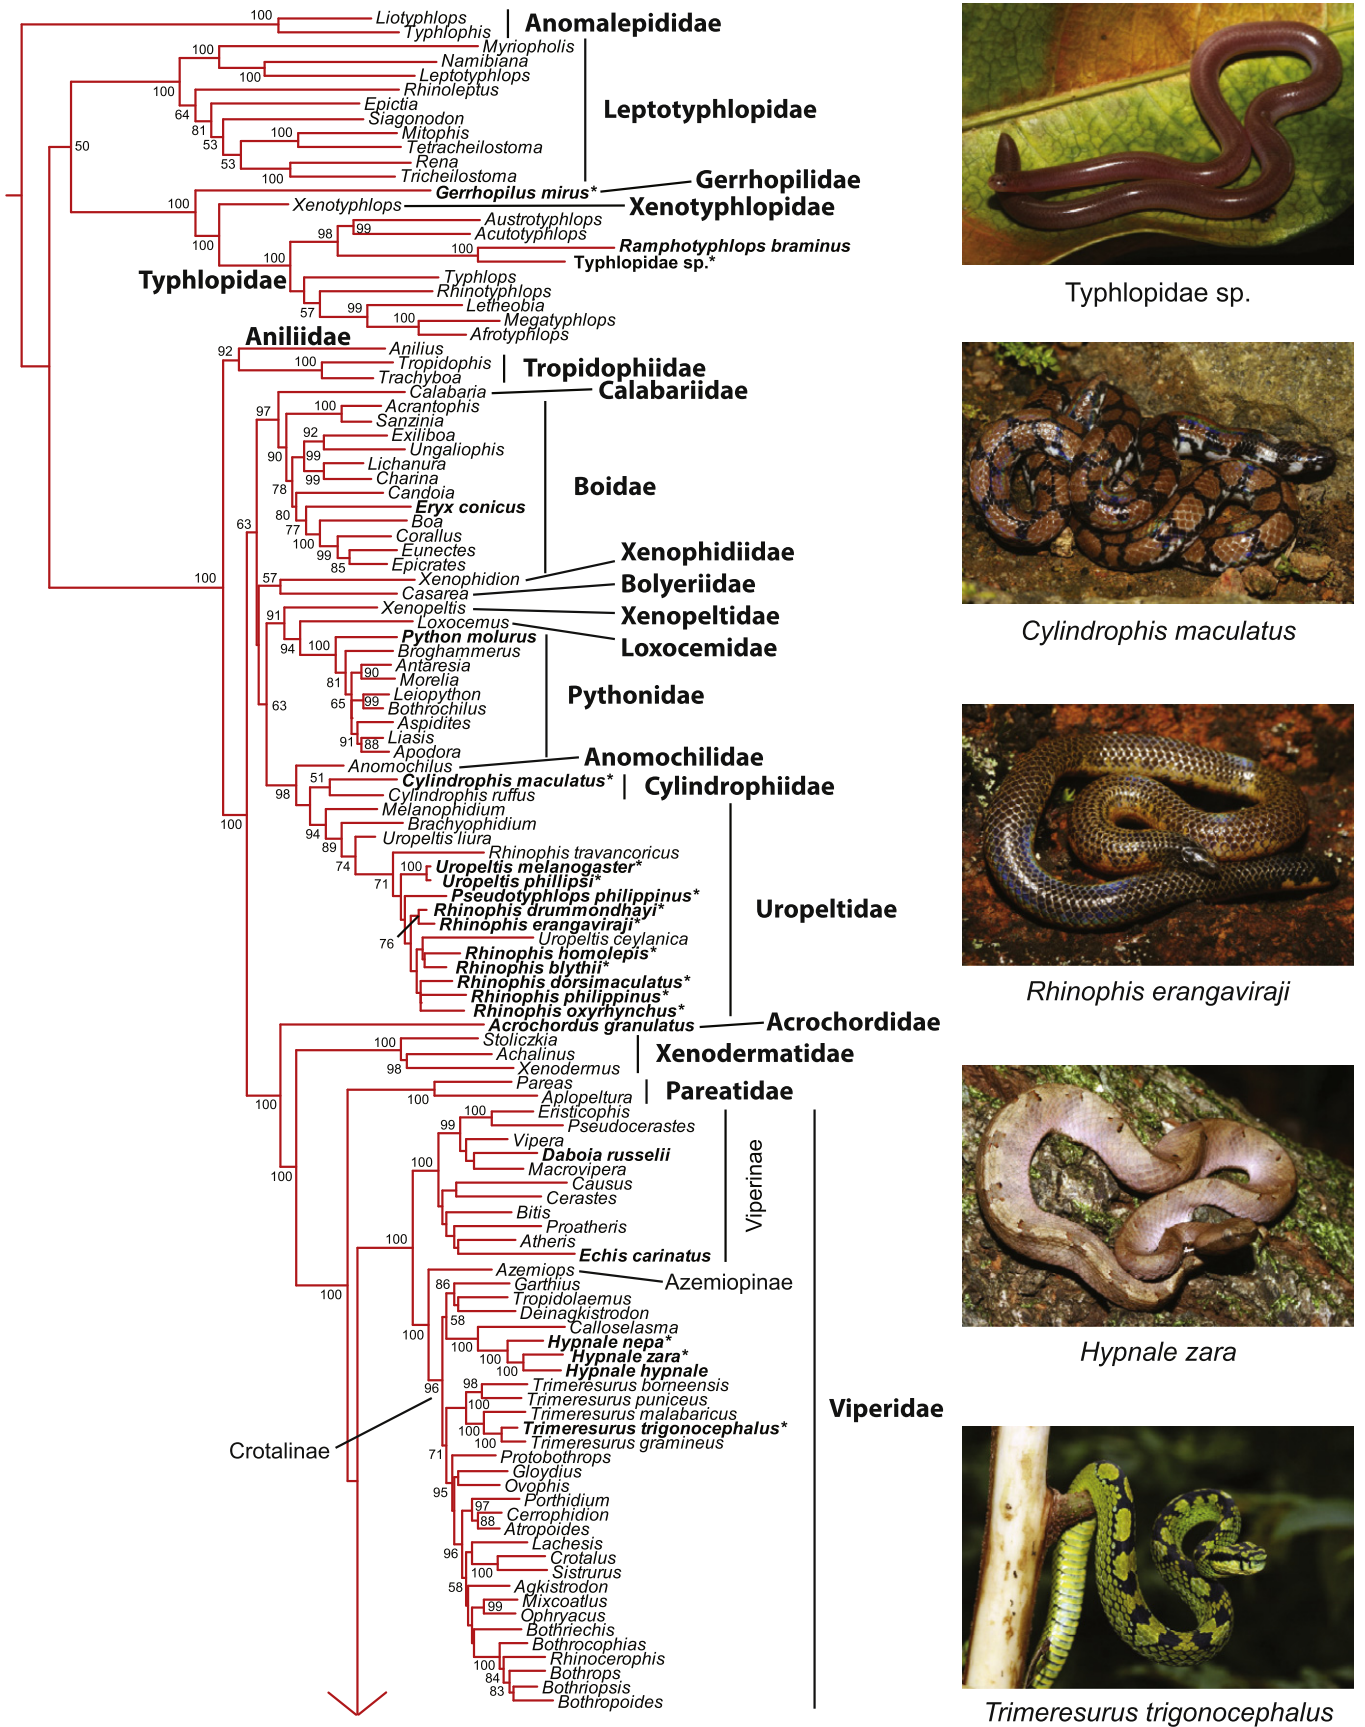 100
Liotyphlops
Typhlophis
Anomalepididae
100
Myriopholis
Namibiana
100
Leptotyphlops
100
Rhinoleptus
64
Epictia
81
Siagonodon
53
100
Mitophis
Tetracheilostoma
53
Rena
100
Tricheilostoma
Leptotyphlopidae
50
100
Gerrhopilus mirus*
Gerrhopilidae
Xenotyphlops
Xenotyphlopidae
100
98
99
Austrotyphlops
Acutotyphlops
100
100
Ramphotyphlops braminus
Typhlopidae sp.*
Typhlopidae
Typhlops
57
Rhinotyphlops
99
Letheobia
100
Megatyphlops
Afrotyphlops
Aniliidae
92
Anilius
100
Tropidophis
Trachyboa
Tropidophiidae
Calabaria
Calabariidae
97
100
Acrantophis
Sanzinia
92
Exiliboa
Ungaliophis
90
99
Lichanura
99
Charina
78
Candoia
80
Eryx conicus
77
Boa
100
Corallus
99
Eunectes
85
Epicrates
Boidae
63
100
57
Xenophidion
Xenophidiidae
Casarea
Bolyeriidae
91
Xenopeltis
Xenopeltidae
Loxocemus
Loxocemidae
94
100
Python molurus
Broghammerus
81
90
Antaresia
Morelia
65
99
Leiopython
Bothrochilus
Aspidites
91
88
Liasis
Apodora
Pythonidae
63
Anomochilus
Anomochilidae
98
51
Cylindrophis maculatus*
Cylindrophis ruffus
Cylindrophiidae
100
94
Melanophidium
89
Brachyophidium
74
Uropeltis liura
71
Rhinophis travancoricus
100
Uropeltis melanogaster*
Uropeltis phillipsi*
Pseudotyphlops philippinus*
Rhinophis drummondhayi*
76
Rhinophis erangaviraji*
Uropeltis ceylanica
Rhinophis homolepis*
Rhinophis blythii*
Rhinophis dorsimaculatus*
Rhinophis philippinus*
Rhinophis oxyrhynchus*
Uropeltidae
Acrochordus granulatus
Acrochordidae
100
100
Stoliczkia
Achalinus
98
Xenodermus
Xenodermatidae
100
Pareas
100
Aplopeltura
Pareatidae
100
100
Eristicophis
99
Pseudocerastes
Vipera
Daboia russelii
100
Macrovipera
Causus
Cerastes
Bitis
Proatheris
Atheris
Echis carinatus
Viperinae
100
Azemiops
Azemiopinae
100
86
Garthius
Tropidolaemus
58
Deinagkistrodon
100
Calloselasma
100
Hypnale nepa*
Hypnale zara*
100
Hypnale hypnale
96
98
Trimeresurus borneensis
Trimeresurus puniceus
100
Trimeresurus malabaricus
100
Trimeresurus trigonocephalus*
100
Trimeresurus gramineus
Crotalinae
71
Protobothrops
95
Gloydius
Ovophis
97
Porthidium
88
Cerrophidion
Atropoides
96
Lachesis
Crotalus
100
Sistrurus
58
Agkistrodon
99
Mixcoatlus
Ophryacus
Bothriechis
Bothrocophias
100
Rhinocerophis
84
Bothrops
83
Bothriopsis
Bothropoides
Viperidae
Typhlopidae sp.
Cylindrophis maculatus
Rhinophis erangaviraji
Hypnale zara
Trimeresurus trigonocephalus